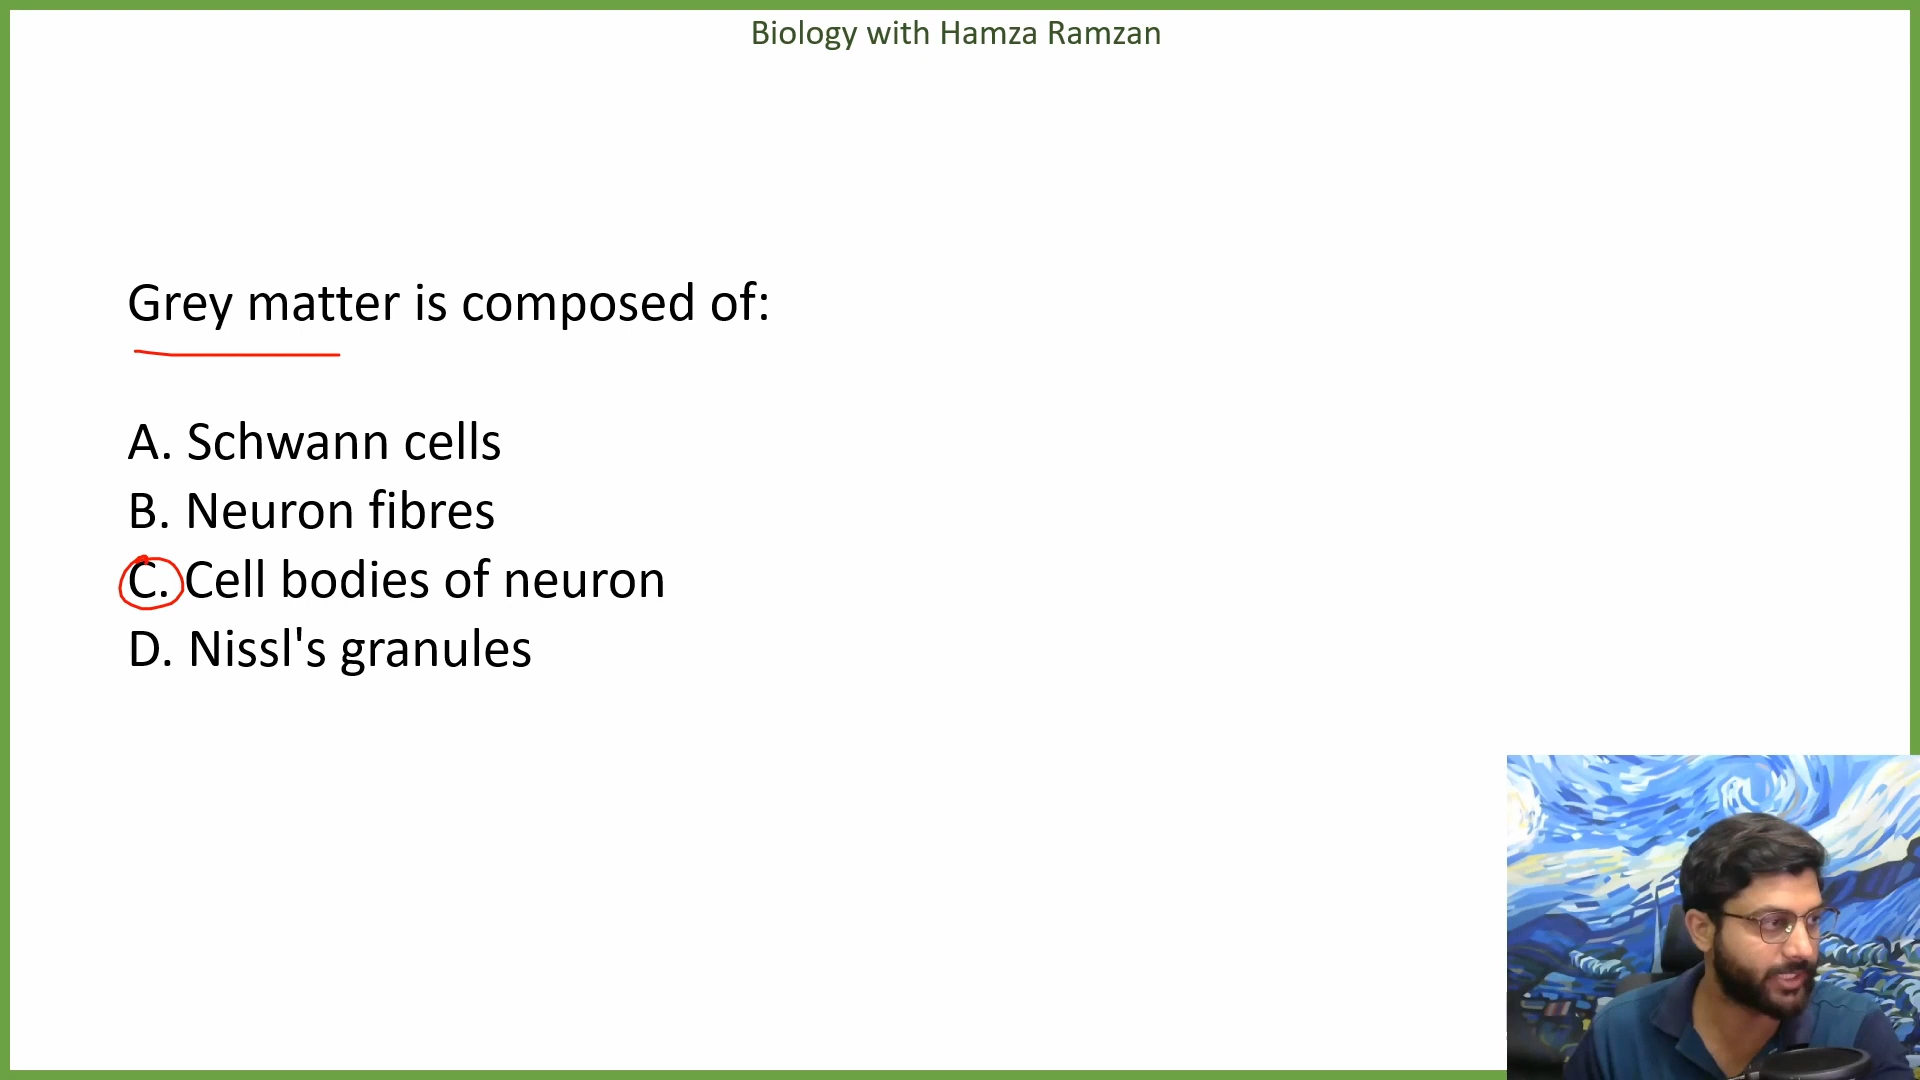 Biology with Hamza Ramzan
Grey matter is composed of:
A. Schwann cells
B. Neuron fibres
C. Cell bodies of neuron
D. Nissl's granules